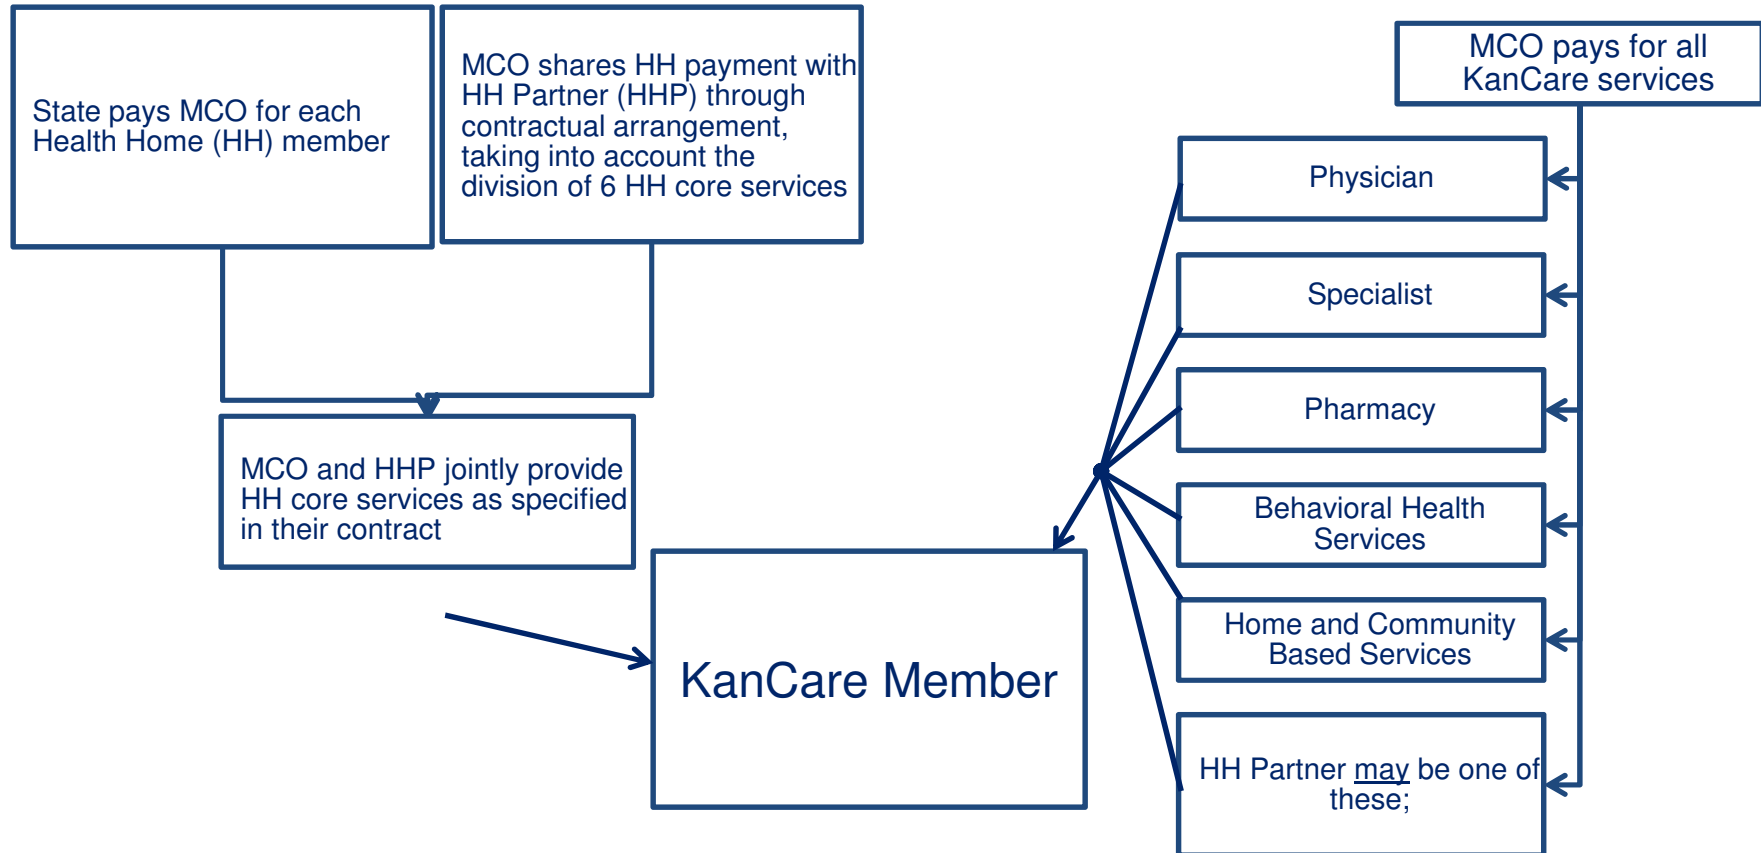 State pays MCO for each
Health Home (HH) member
MCO shares HH payment with
HH Partner (HHP) through
contractual arrangement,
taking into account the
division of 6 HH core services
MCO and HHP jointly provide
HH core services as specified
in their contract
KanCare Member
MCO pays for all
KanCare services
Physician
Specialist
Pharmacy
Behavioral Health
Services
Home and Community
Based Services
HH Partner may be one of
these;